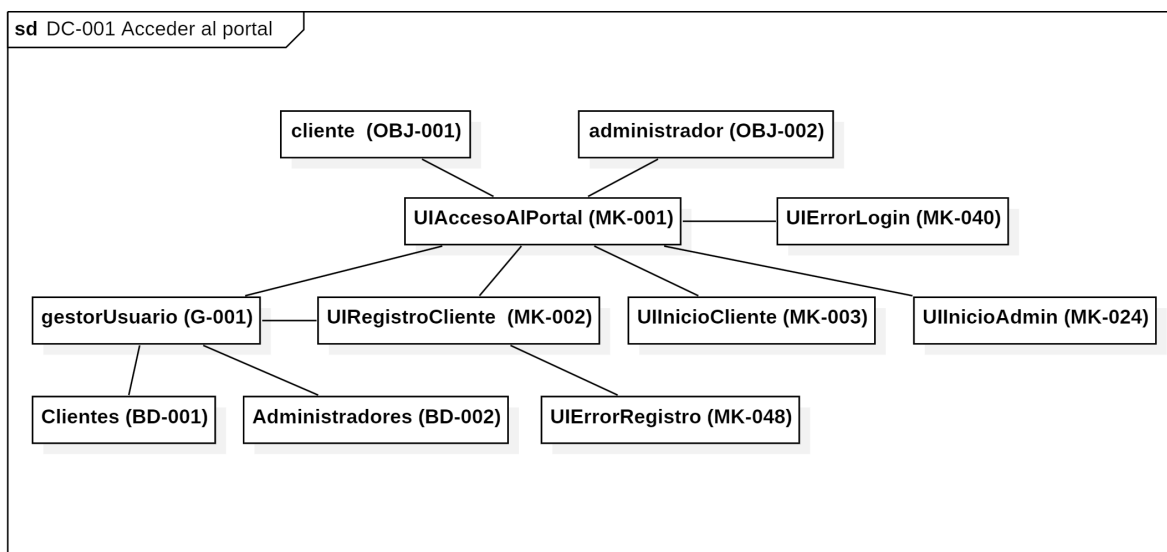 sd DC-001 Acceder al portal
cliente (OBJ-001)
administrador (OBJ-002)
UIAccesoAlPortal (MK-001)
UIErrorLogin (MK-040)
gestorUsuario (G-001)
UIRegistroCliente (MK-002)
UIInicioCliente (MK-003)
UIInicioAdmin (MK-024)
Clientes (BD-001)
Administradores (BD-002)
UIErrorRegistro (MK-048)